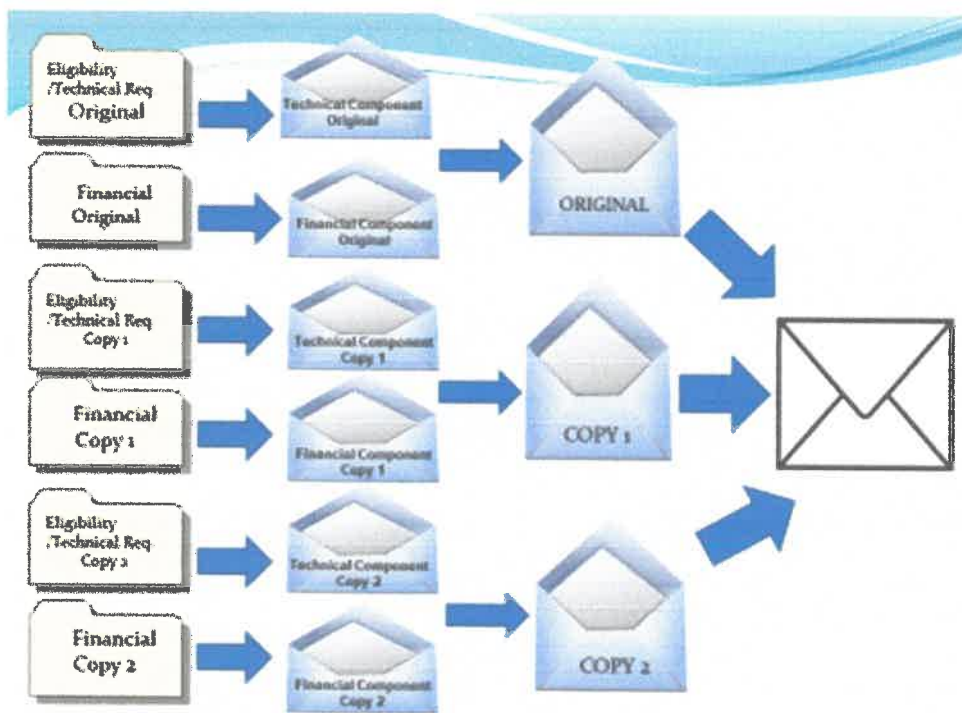 Eligibility
/Technical Req
Original
Technical Component
Original
Financial
Original
Financial Component
Original
ORIGINAL
Eligibility
/Technical Req
Copy 1
Technical Component
Copy 1
Financial
Copy 1
Financial Component
Copy 1
COPY 1
Eligibility
/Technical Req
Copy 2
Technical Component
Copy 2
Financial
Copy 2
Financial Component
Copy 2
COPY 2